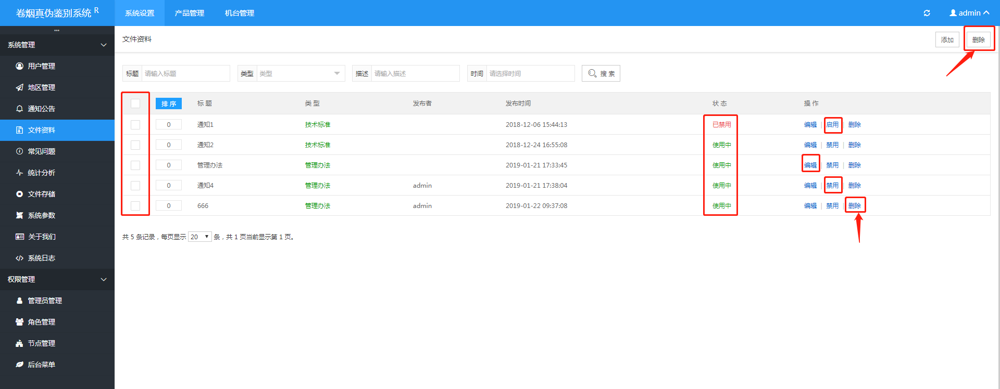 卷烟真伪鉴别系统 R
系统设置 产品管理 机台管理
admin
系统管理
用户管理
地区管理
通知公告
文件资料
常见问题
统计分析
文件存储
系统参数
关于我们
系统日志
权限管理
管理员管理
角色管理
节点管理
后台菜单
文件资料
添加 删除
标题 请输入标题 类型 类型 描述 请输入描述 时间 请选择时间 搜 索
排 序 标 题 类 型 发布者 发布时间 状 态 操 作
0 通知1 技术标准 2018-12-06 15:44:13 已禁用 编辑 | 启用 | 删除
0 通知2 技术标准 2018-12-24 16:55:08 使用中 编辑 | 禁用 | 删除
0 管理办法 管理办法 2019-01-21 17:33:45 使用中 编辑 | 禁用 | 删除
0 通知4 管理办法 admin 2019-01-21 17:38:04 使用中 编辑 | 禁用 | 删除
0 666 管理办法 admin 2019-01-22 09:37:08 使用中 编辑 | 禁用 | 删除
共 5 条记录，每页显示 20 条，共 1 页当前显示第 1 页。